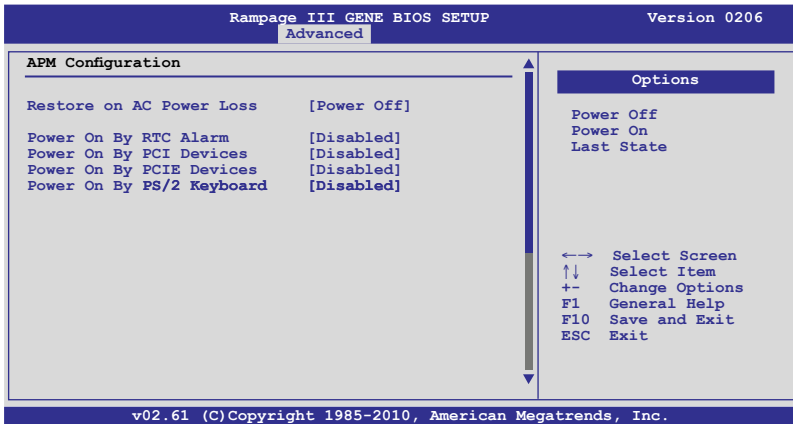 Rampage III GENE BIOS SETUP Version 0206
Advanced
APM Configuration
Restore on AC Power Loss [Power Off]
Power On By RTC Alarm [Disabled]
Power On By PCI Devices [Disabled]
Power On By PCIE Devices [Disabled]
Power On By PS/2 Keyboard [Disabled]
Options
Power Off
Power On
Last State
←→ Select Screen
↑↓ Select Item
+- Change Options
F1 General Help
F10 Save and Exit
ESC Exit
v02.61 (C)Copyright 1985-2010, American Megatrends, Inc.